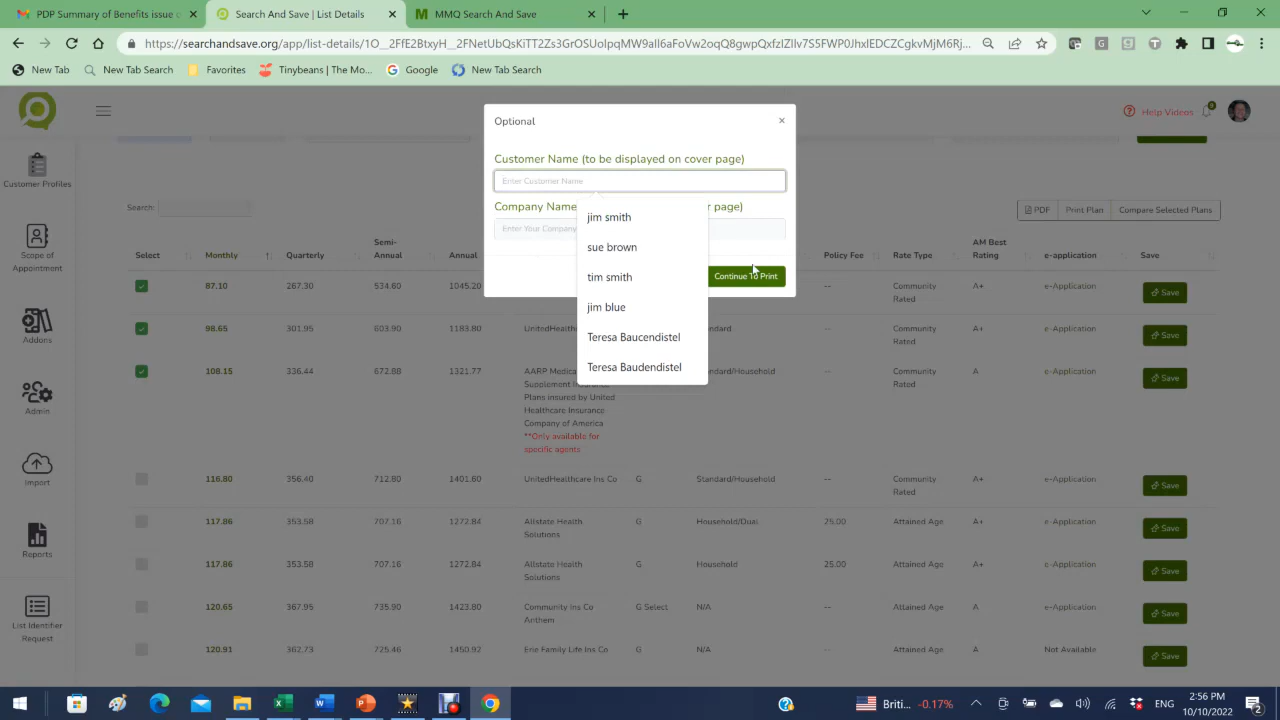 PDP Summary of Benefits issue
Search And Save | List Details
MMQ Search And Save
https://searchandsave.org/app/list-details/
New Tab
New Tab Search
Favorites
Tinybeans | The Mo...
Google
New Tab Search
Help Videos
Optional
Customer Name (to be displayed on cover page)
Enter Customer Name
Company Name r page)
Enter Your Company
jim smith
sue brown
tim smith
jim blue
Teresa Baucendistel
Teresa Baudendistel
Continue To Print
Customer Profiles
Scope of
Appointment
Addons
Admin
Import
Reports
List Identifier
Request
Search:
PDF Print Plan Compare Selected Plans
Select Monthly Quarterly Semi-
Annual Annual Policy Fee Rate Type AM Best
Rating e-application Save
87.10 267.30 534.60 1045.20 -- Community
Rated A+ e-Application Save
98.65 301.95 603.90 1183.80 UnitedHealthc ndard -- Community
Rated A+ e-Application Save
108.15 336.44 672.88 1321.77 AARP Medica
Supplement Insurance
Plans insured by United
Healthcare Insurance
Company of America
**Only available for
specific agents Standard/Household -- Community
Rated A e-Application Save
116.80 356.40 712.80 1401.60 UnitedHealthcare Ins Co G Standard/Household -- Community
Rated A+ e-Application Save
117.86 353.58 707.16 1272.84 Allstate Health
Solutions G Household/Dual 25.00 Attained Age A+ e-Application Save
117.86 353.58 707.16 1272.84 Allstate Health
Solutions G Household 25.00 Attained Age A+ e-Application Save
120.65 367.95 735.90 1423.80 Community Ins Co
Anthem G Select N/A -- Attained Age A e-Application Save
120.91 362.73 725.46 1450.92 Erie Family Life Ins Co G N/A -- Attained Age A Not Available Save
Briti... -0.17%
ENG
2:56 PM
10/10/2022
2